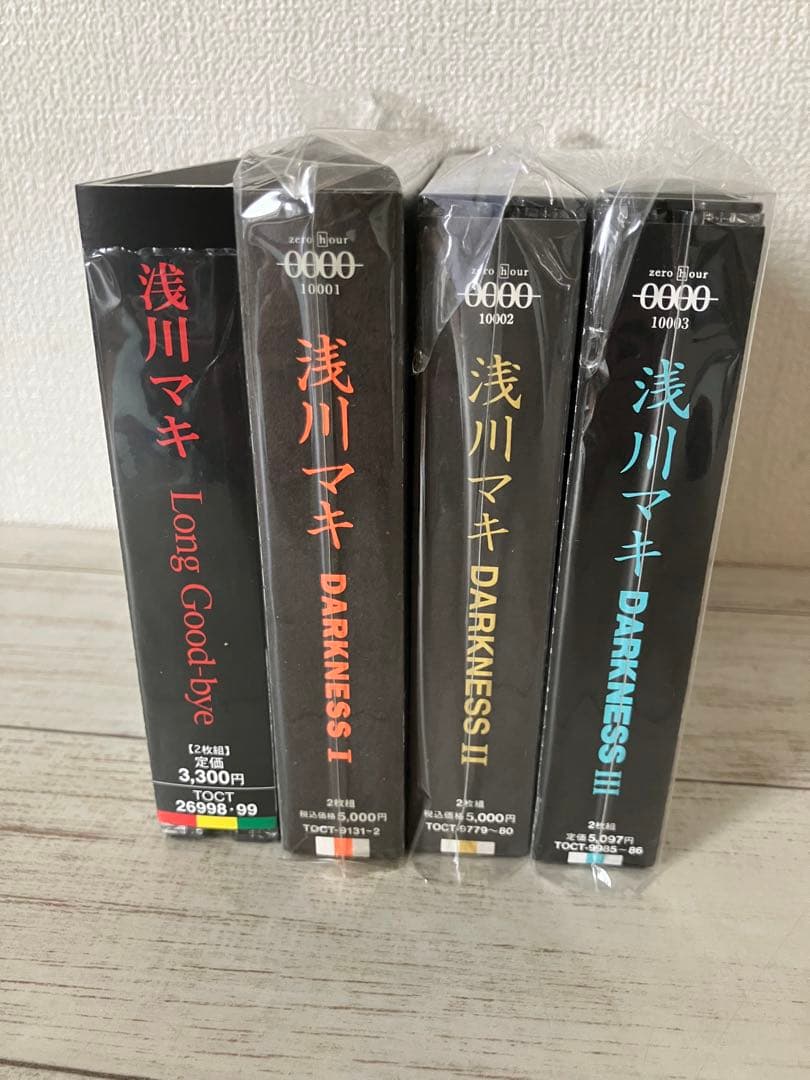 浅川マキ Long Good-bye
【2枚組】
定価
3,300円
TOCT
26998・99
zero hour
0000
10001
浅川マキ DARKNESS I
2枚組
税込価格5,000円
TOCT-9131-2
zero hour
0000
10002
浅川マキ DARKNESS II
2枚組
税込価格5,000円
TOCT-9779～80
zero hour
0000
10003
浅川マキ DARKNESS III
2枚組
定価5,097円
TOCT-9985～86